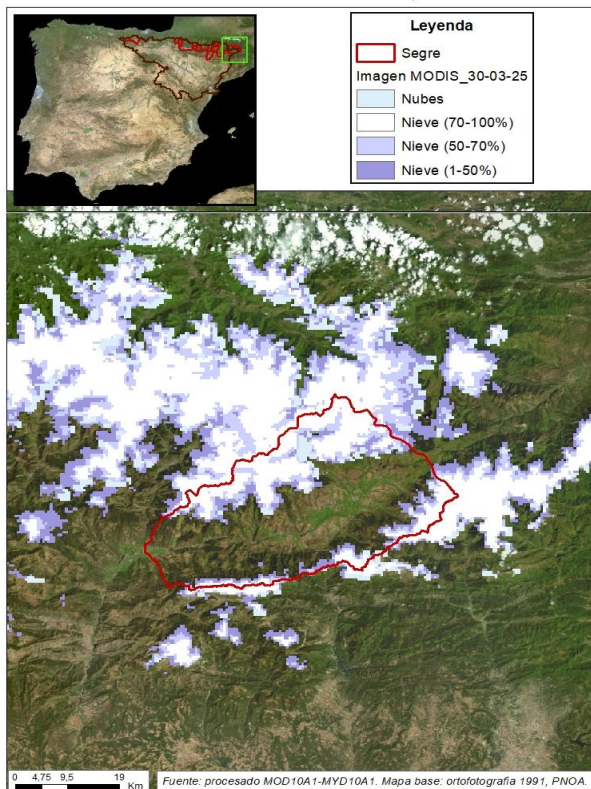 Leyenda
Segre
Imagen MODIS_30-03-25
Nubes
Nieve (70-100%)
Nieve (50-70%)
Nieve (1-50%)
0 4,75 9,5 19
Km
Fuente: procesado MOD10A1-MYD10A1. Mapa base: ortofotografia 1991, PNOA.